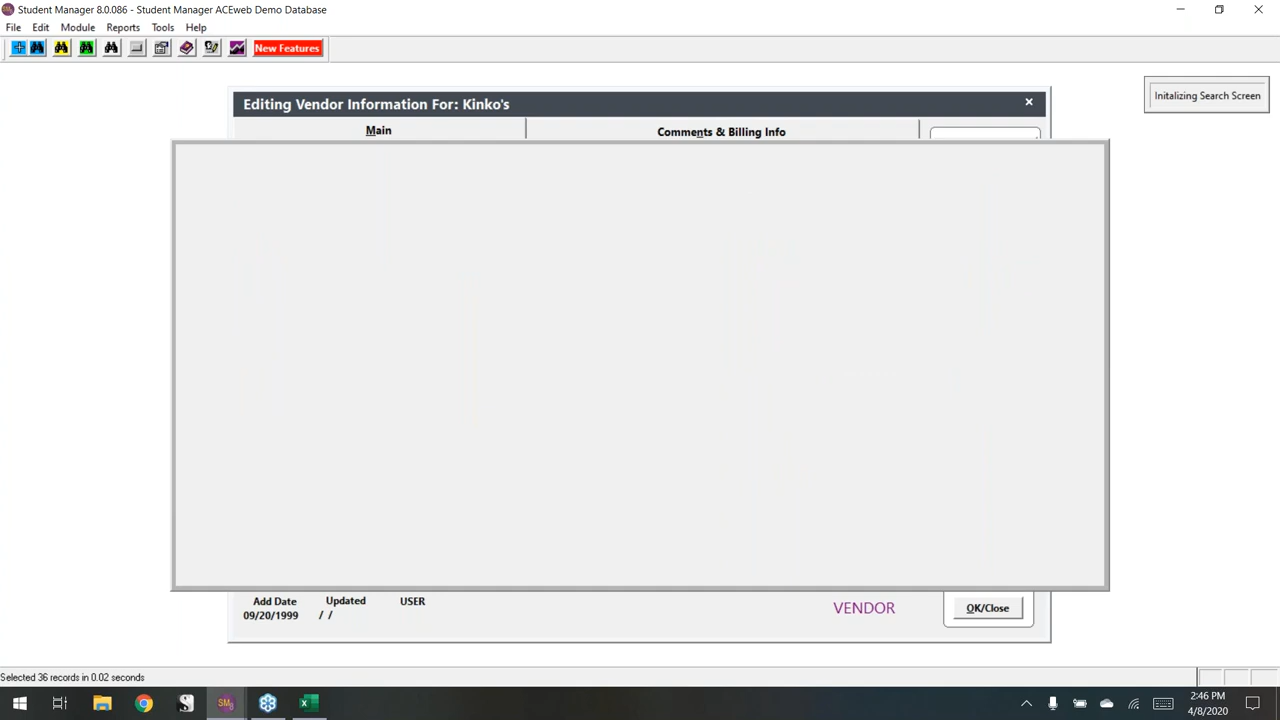 Student Manager 8.0.086 - Student Manager ACEweb Demo Database
File Edit Module Reports Tools Help
New Features
Initalizing Search Screen
Editing Vendor Information For: Kinko's
Main
Comments & Billing Info
Add Date Updated USER
09/20/1999 / /
VENDOR
OK/Close
Selected 36 records in 0.02 seconds
2:46 PM
4/8/2020